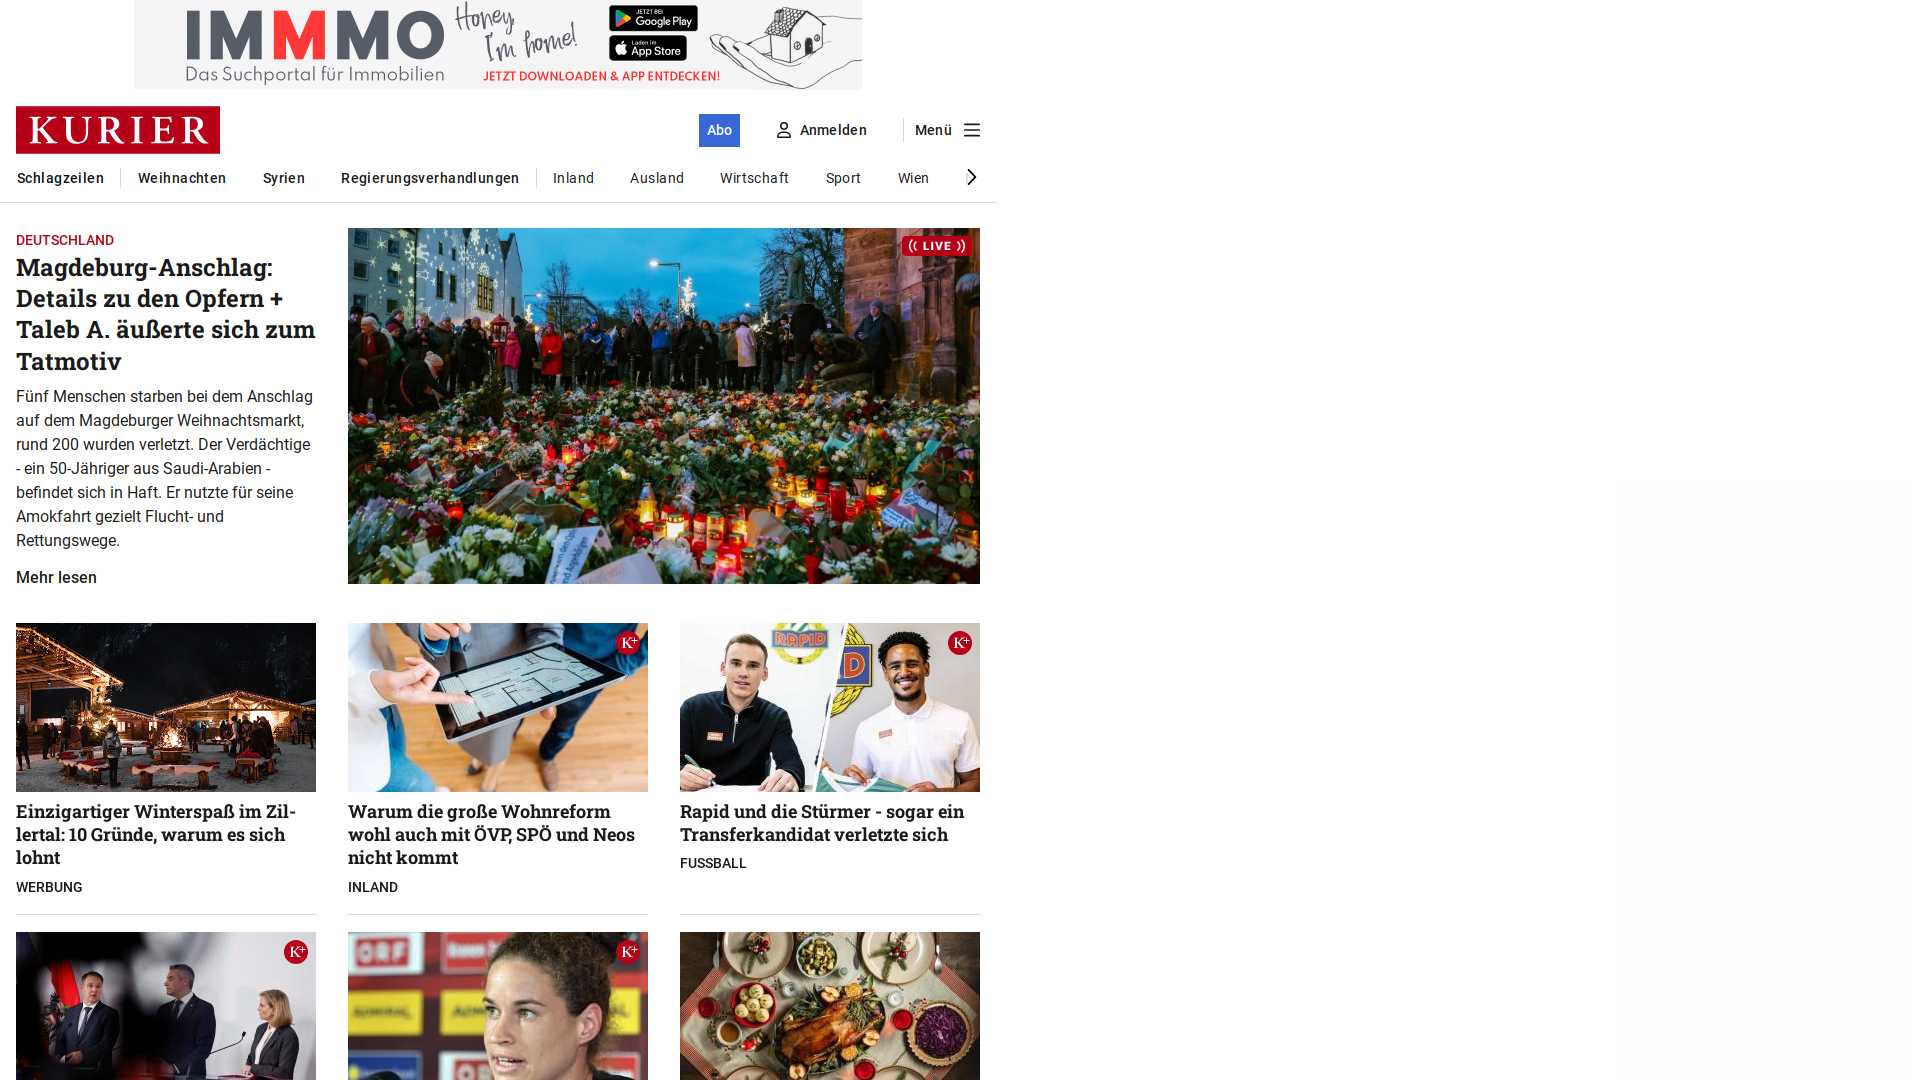 IMMMO
Das Suchportal für Immobilien
Honey, I'm home!
JETZT BEI
Google Play
Laden im
App Store
JETZT DOWNLOADEN & APP ENTDECKEN!
KURIER
Abo
Anmelden
Menü
Schlagzeilen
Weihnachten
Syrien
Regierungsverhandlungen
Inland
Ausland
Wirtschaft
Sport
Wien
DEUTSCHLAND
Magdeburg-Anschlag:
Details zu den Opfern +
Taleb A. äußerte sich zum
Tatmotiv
Fünf Menschen starben bei dem Anschlag
auf dem Magdeburger Weihnachtsmarkt,
rund 200 wurden verletzt. Der Verdächtige
- ein 50-Jähriger aus Saudi-Arabien -
befindet sich in Haft. Er nutzte für seine
Amokfahrt gezielt Flucht- und
Rettungswege.
Mehr lesen
LIVE
Einzigartiger Winterspaß im Zil-
lertal: 10 Gründe, warum es sich
lohnt
WERBUNG
K+
Warum die große Wohnreform
wohl auch mit ÖVP, SPÖ und Neos
nicht kommt
INLAND
RAPID
K+
Rapid und die Stürmer - sogar ein
Transferkandidat verletzte sich
FUSSBALL
K+
ORF
K+